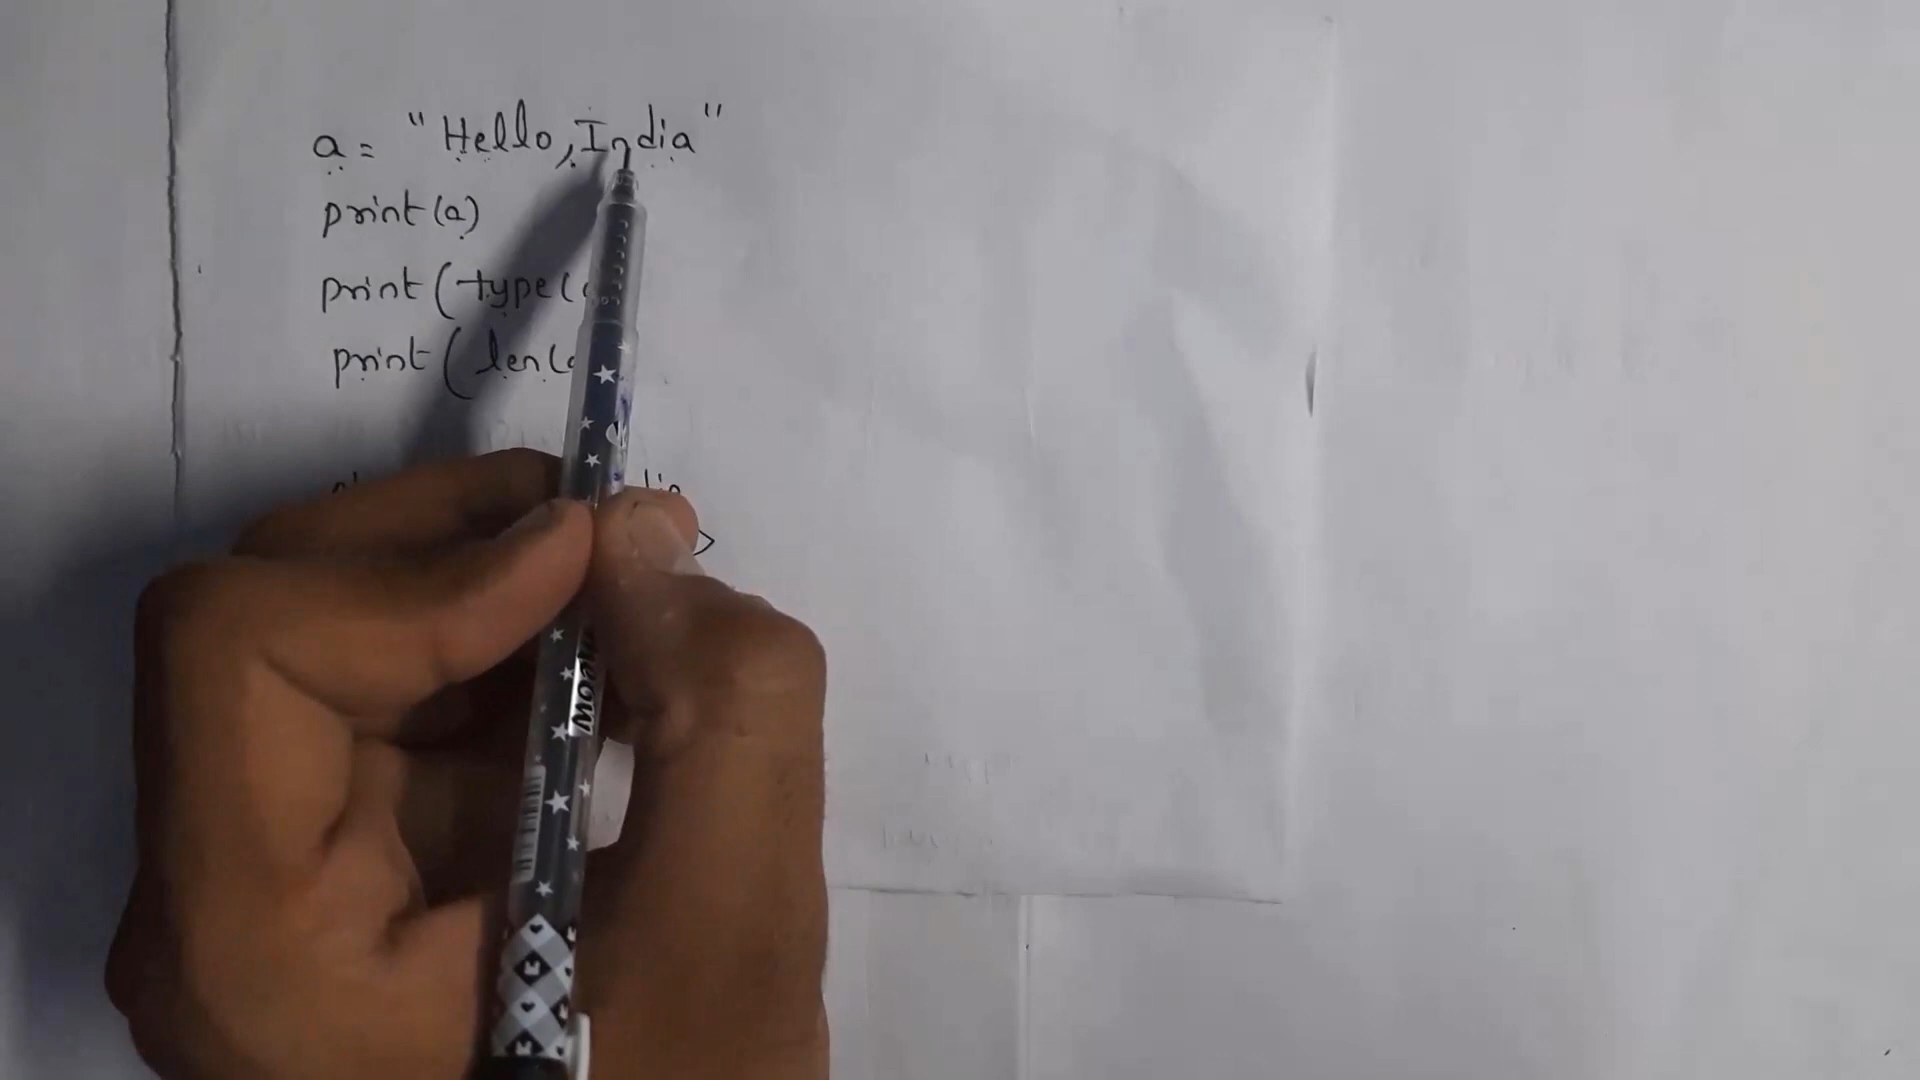 a = "Hello,India"
print(a)
print(type(
print(len(